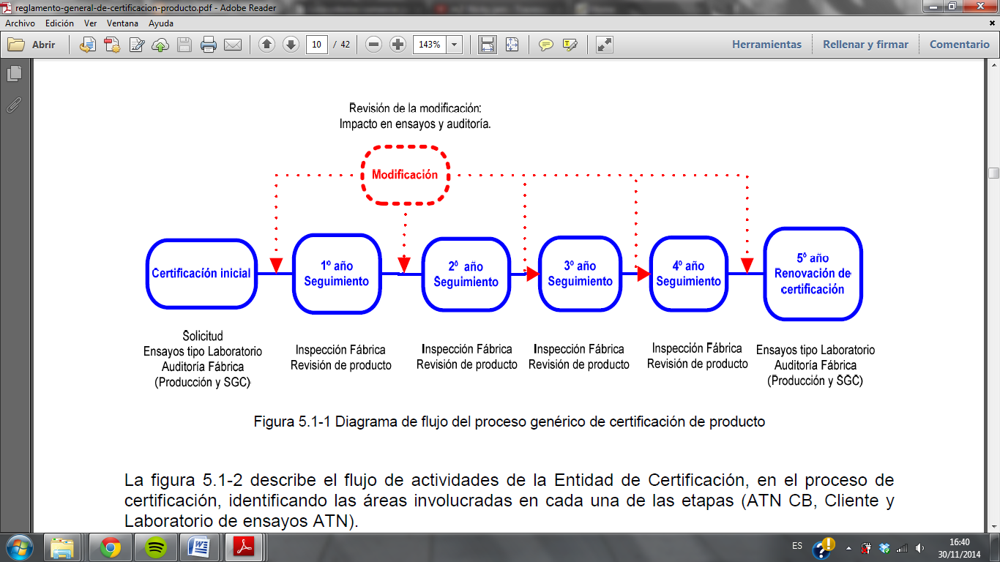 reglamento-general-de-certificacion-producto.pdf - Adobe Reader
Archivo Edición Ver Ventana Ayuda
Abrir 10 / 42 143% Herramientas Rellenar y firmar Comentario
Revisión de la modificación:
Impacto en ensayos y auditoría.
Modificación
Certificación inicial
1º año
Seguimiento
2º año
Seguimiento
3º año
Seguimiento
4º año
Seguimiento
5º año
Renovación de
certificación
Solicitud
Ensayos tipo Laboratorio
Auditoría Fábrica
(Producción y SGC)
Inspección Fábrica
Revisión de producto
Inspección Fábrica
Revisión de producto
Inspección Fábrica
Revisión de producto
Inspección Fábrica
Revisión de producto
Ensayos tipo Laboratorio
Auditoría Fábrica
(Producción y SGC)
Figura 5.1-1 Diagrama de flujo del proceso genérico de certificación de producto
La figura 5.1-2 describe el flujo de actividades de la Entidad de Certificación, en el proceso de
certificación, identificando las áreas involucradas en cada una de las etapas (ATN CB, Cliente y
Laboratorio de ensayos ATN).
ES
16:40
30/11/2014